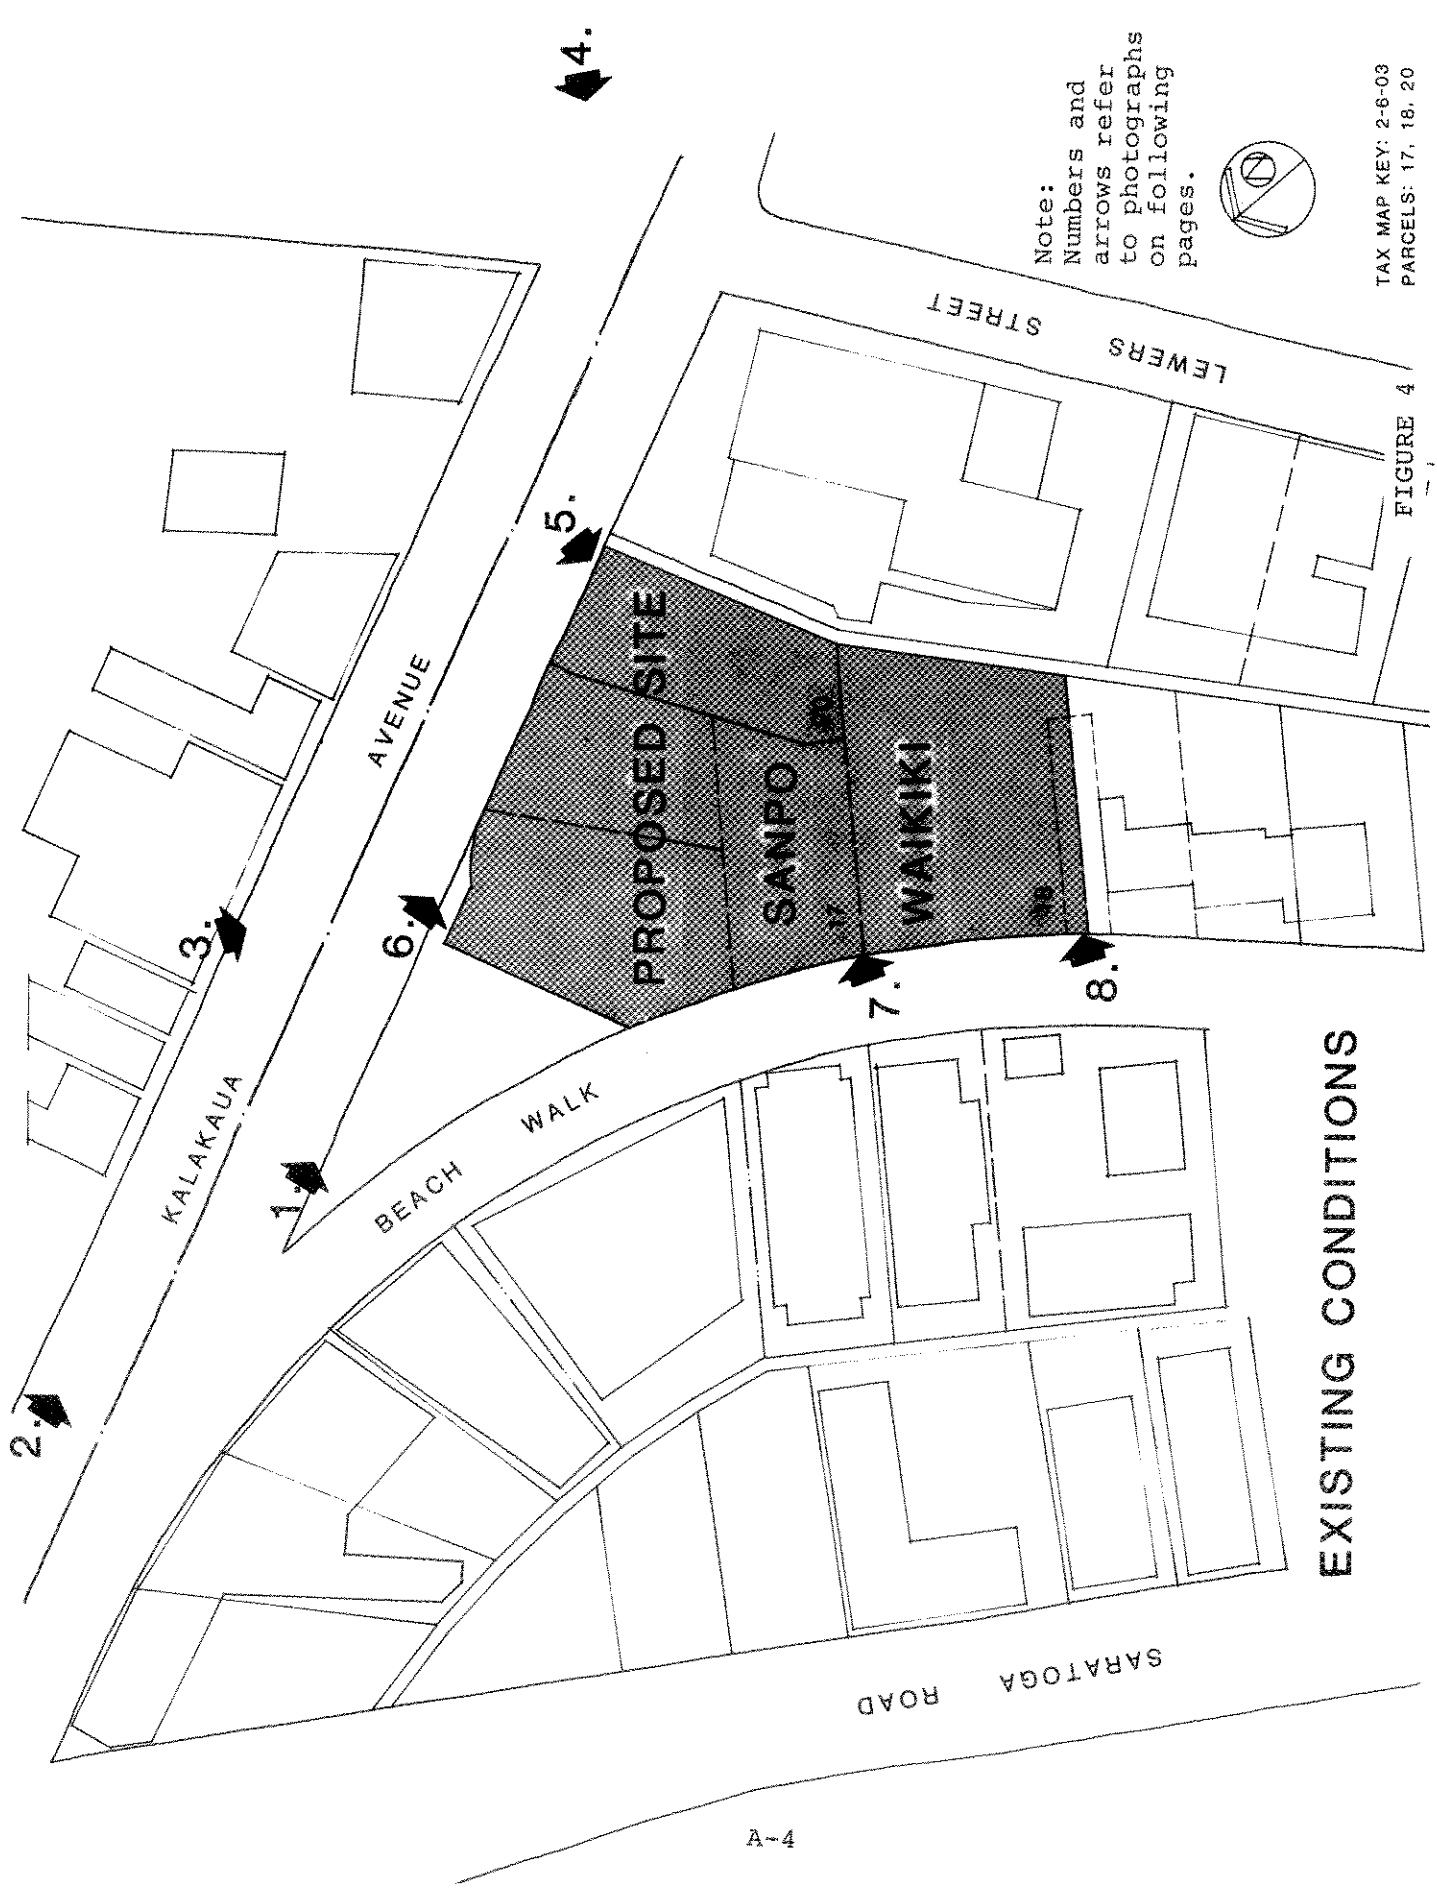 2.
3.
4.
KALAKAUA
AVENUE
1.
6.
5.
BEACH
WALK
PROPOSED SITE
SANPO
WAIKIKI
17
20
18
7.
8.
LEWERS
STREET
SARATOGA
ROAD
Note:
Numbers and
arrows refer
to photographs
on following
pages.
N
EXISTING CONDITIONS
TAX MAP KEY: 2-6-03
PARCELS: 17, 18, 20
FIGURE 4
A-4